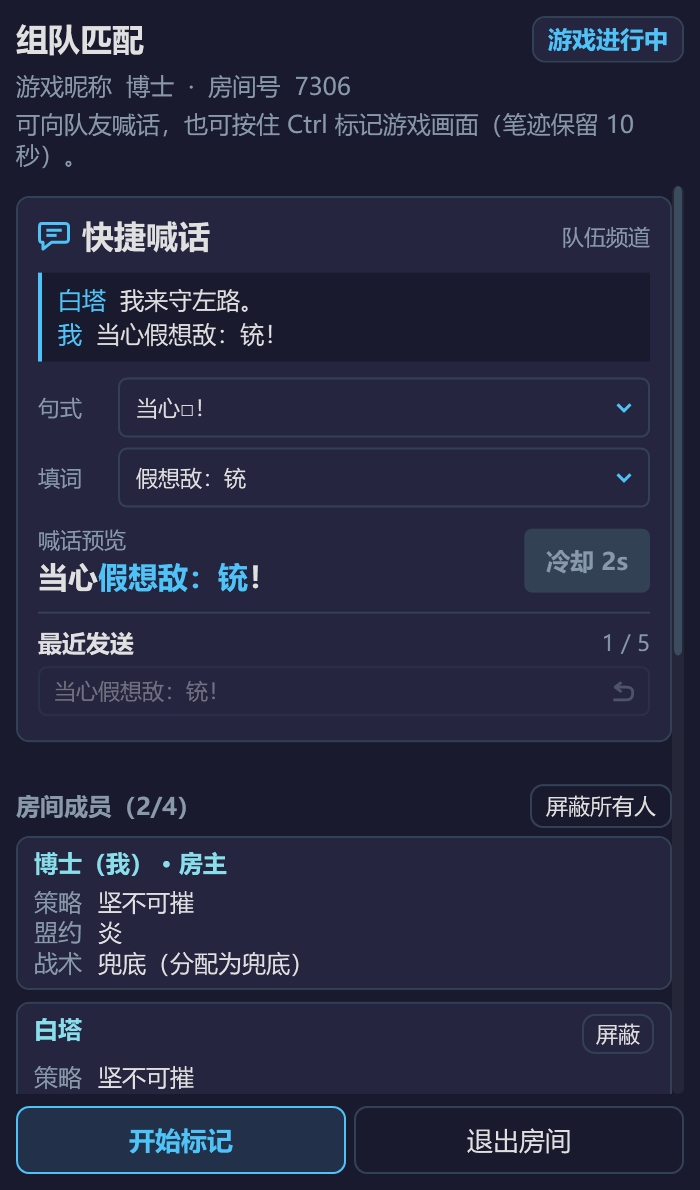 组队匹配
游戏进行中
游戏昵称 博士 · 房间号 7306
可向队友喊话，也可按住 Ctrl 标记游戏画面（笔迹保留 10
秒）。
快捷喊话
队伍频道
白塔 我来守左路。
我 当心假想敌：铳！
句式 当心□！
填词 假想敌：铳
喊话预览
当心假想敌：铳！
冷却 2s
最近发送
1 / 5
当心假想敌：铳！
房间成员（2/4）
屏蔽所有人
博士（我）·房主
策略 坚不可摧
盟约 炎
战术 兜底（分配为兜底）
白塔
屏蔽
策略 坚不可摧
开始标记
退出房间